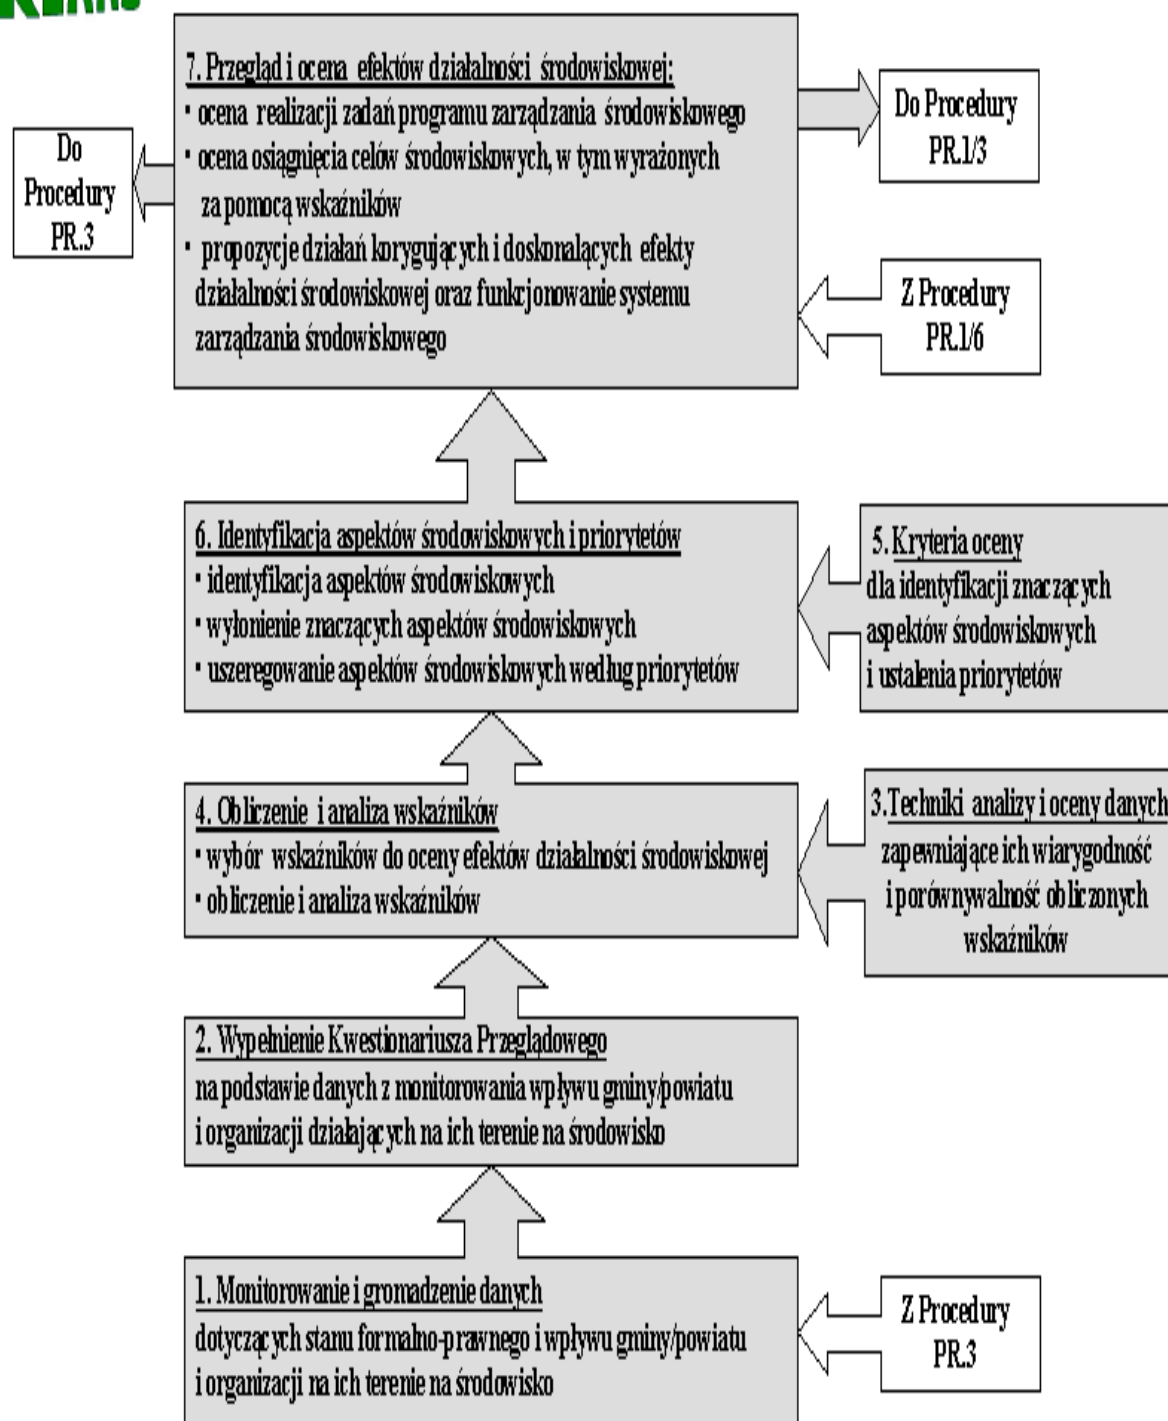 7. Przegląd i ocena efektów działalności środowiskowej:
▪ ocena realizacji zadań programu zarządzania środowiskowego
▪ ocena osiągnięcia celów środowiskowych, w tym wyrażonych
za pomocą wskaźników
▪ propozycje działań korygujących i doskonalących efekty
działalności środowiskowej oraz funkcjonowanie systemu
zarządzania środowiskowego
Do
Procedury
PR.3
Do Procedury
PR.1/3
Z Procedury
PR.1/6
6. Identyfikacja aspektów środowiskowych i priorytetów
▪ identyfikacja aspektów środowiskowych
▪ wyłonienie znaczących aspektów środowiskowych
▪ uszeregowanie aspektów środowiskowych według priorytetów
5. Kryteria oceny
dla identyfikacji znaczących
aspektów środowiskowych
i ustalenia priorytetów
4. Obliczenie i analiza wskaźników
▪ wybór wskaźników do oceny efektów działalności środowiskowej
▪ obliczenie i analiza wskaźników
3.Techniki analizy i oceny danych
zapewniające ich wiarygodność
i porównywalność obliczonych
wskaźników
2. Wypełnienie Kwestionariusza Przeglądowego
na podstawie danych z monitorowania wpływu gminy/powiatu
i organizacji działających na ich terenie na środowisko
1. Monitorowanie i gromadzenie danych
dotyczących stanu formalno-prawnego i wpływu gminy/powiatu
i organizacji na ich terenie na środowisko
Z Procedury
PR.3